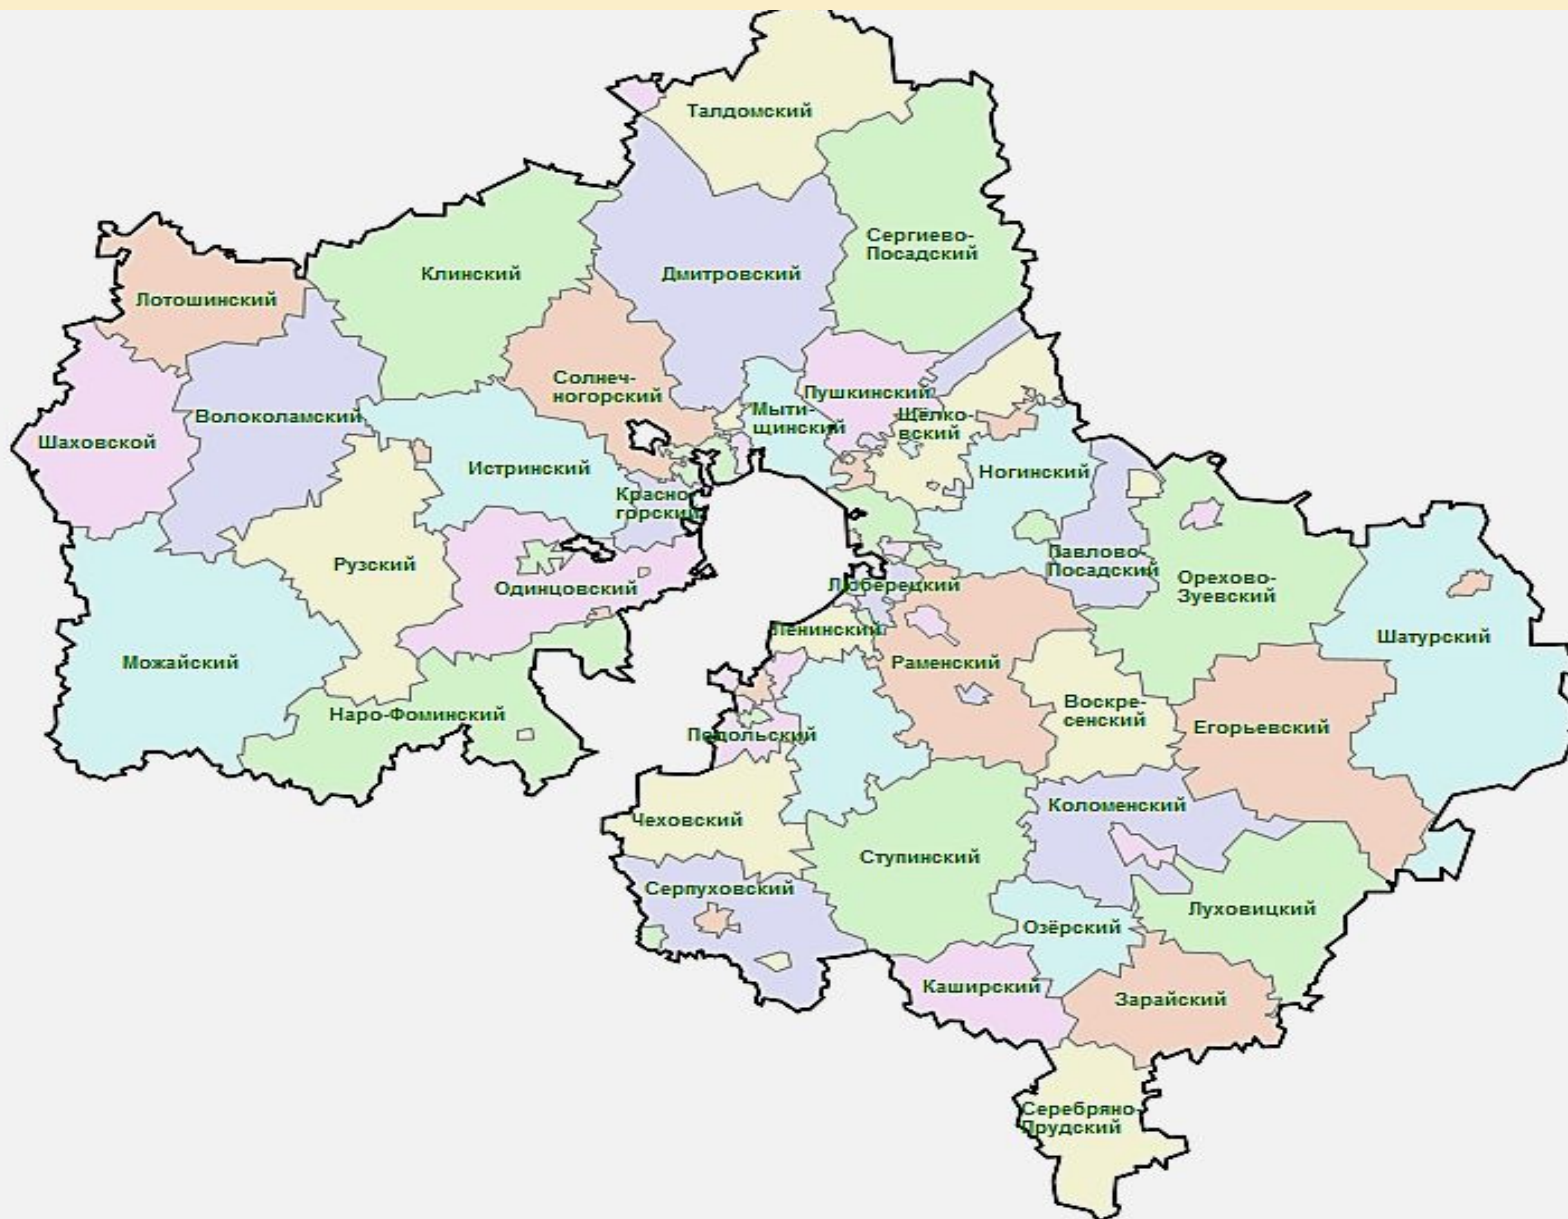 Талдомский
Сергиево-
Посадский
Клинский
Дмитровский
Лотошинский
Солнеч-
ногорский
Пушкинский
Мыти-
щинский
Щёлко-
вский
Волоколамский
Шаховской
Истринский
Ногинский
Красно-
горский
Павлово-
Посадский
Рузский
Одинцовский
Люберецкий
Орехово-
Зуевский
Ленинский
Шатурский
Можайский
Раменский
Наро-Фоминский
Воскре-
сенский
Подольский
Егорьевский
Коломенский
Чеховский
Ступинский
Серпуховский
Луховицкий
Озёрский
Каширский
Зарайский
Серебряно-
Прудский